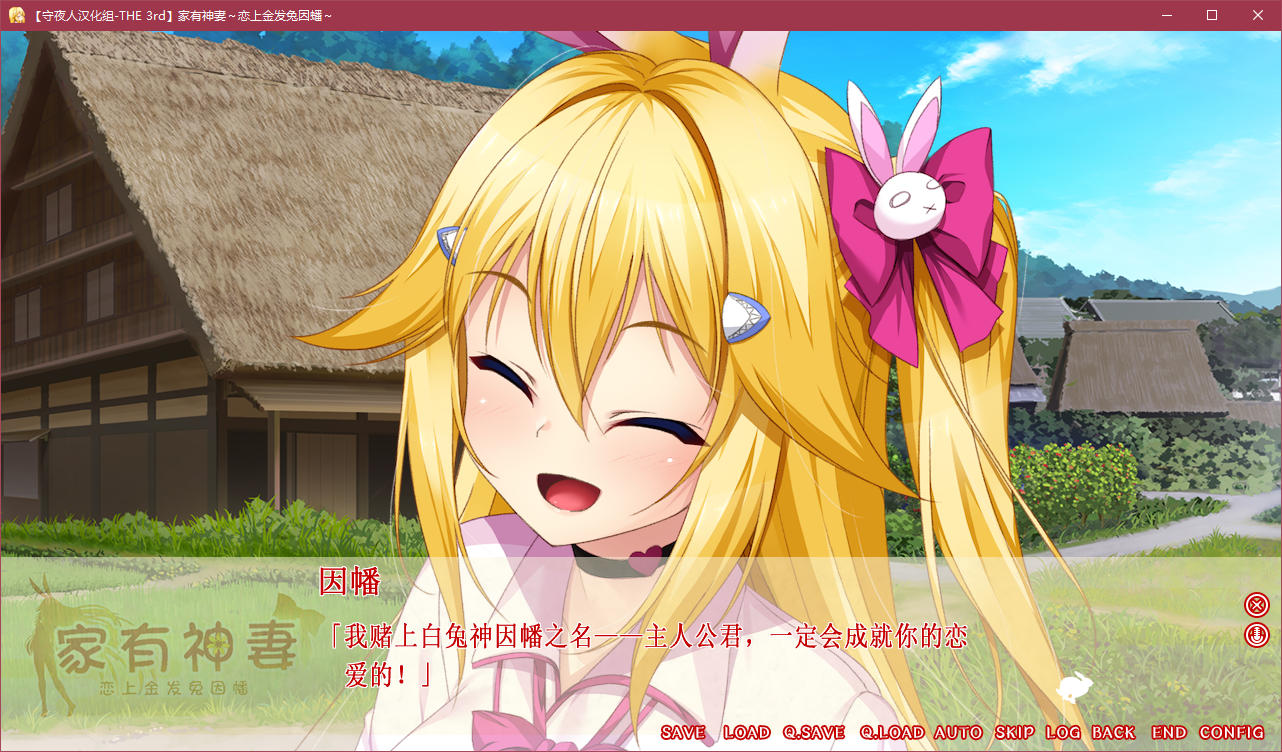 【守夜人汉化组-THE 3rd】家有神妻～恋上金发兔因幡～
因幡
「我赌上白兔神因幡之名——主人公君，一定会成就你的恋
爱的！」
家有神妻
恋上金发兔因幡
SAVE LOAD Q.SAVE Q.LOAD AUTO SKIP LOG BACK END CONFIG